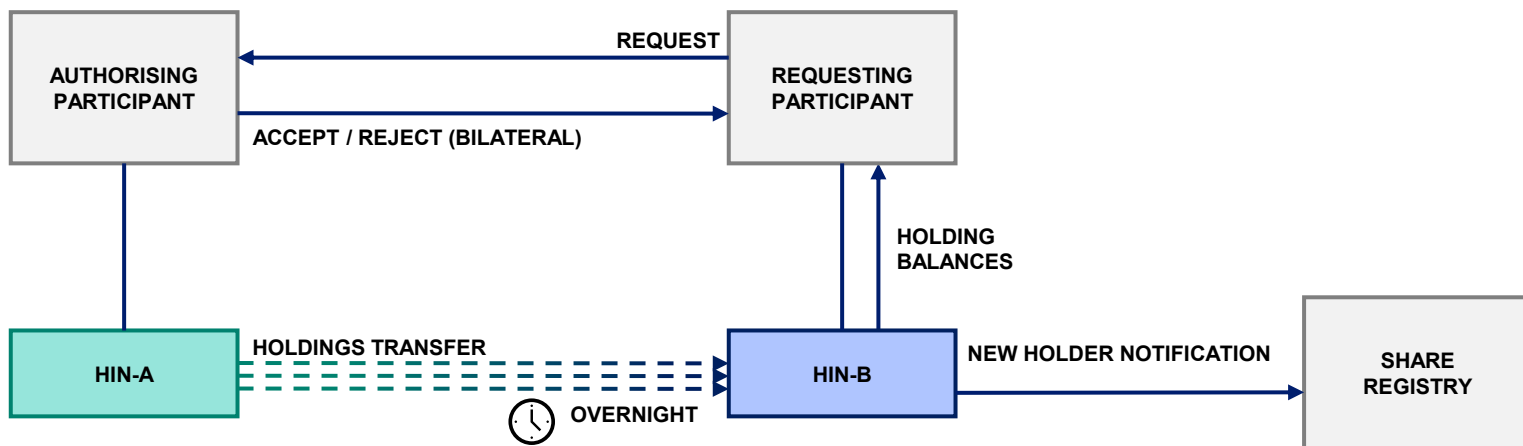 AUTHORISING
PARTICIPANT
REQUEST
ACCEPT / REJECT (BILATERAL)
REQUESTING
PARTICIPANT
HOLDING
BALANCES
HIN-A
HOLDINGS TRANSFER
OVERNIGHT
HIN-B
NEW HOLDER NOTIFICATION
SHARE
REGISTRY